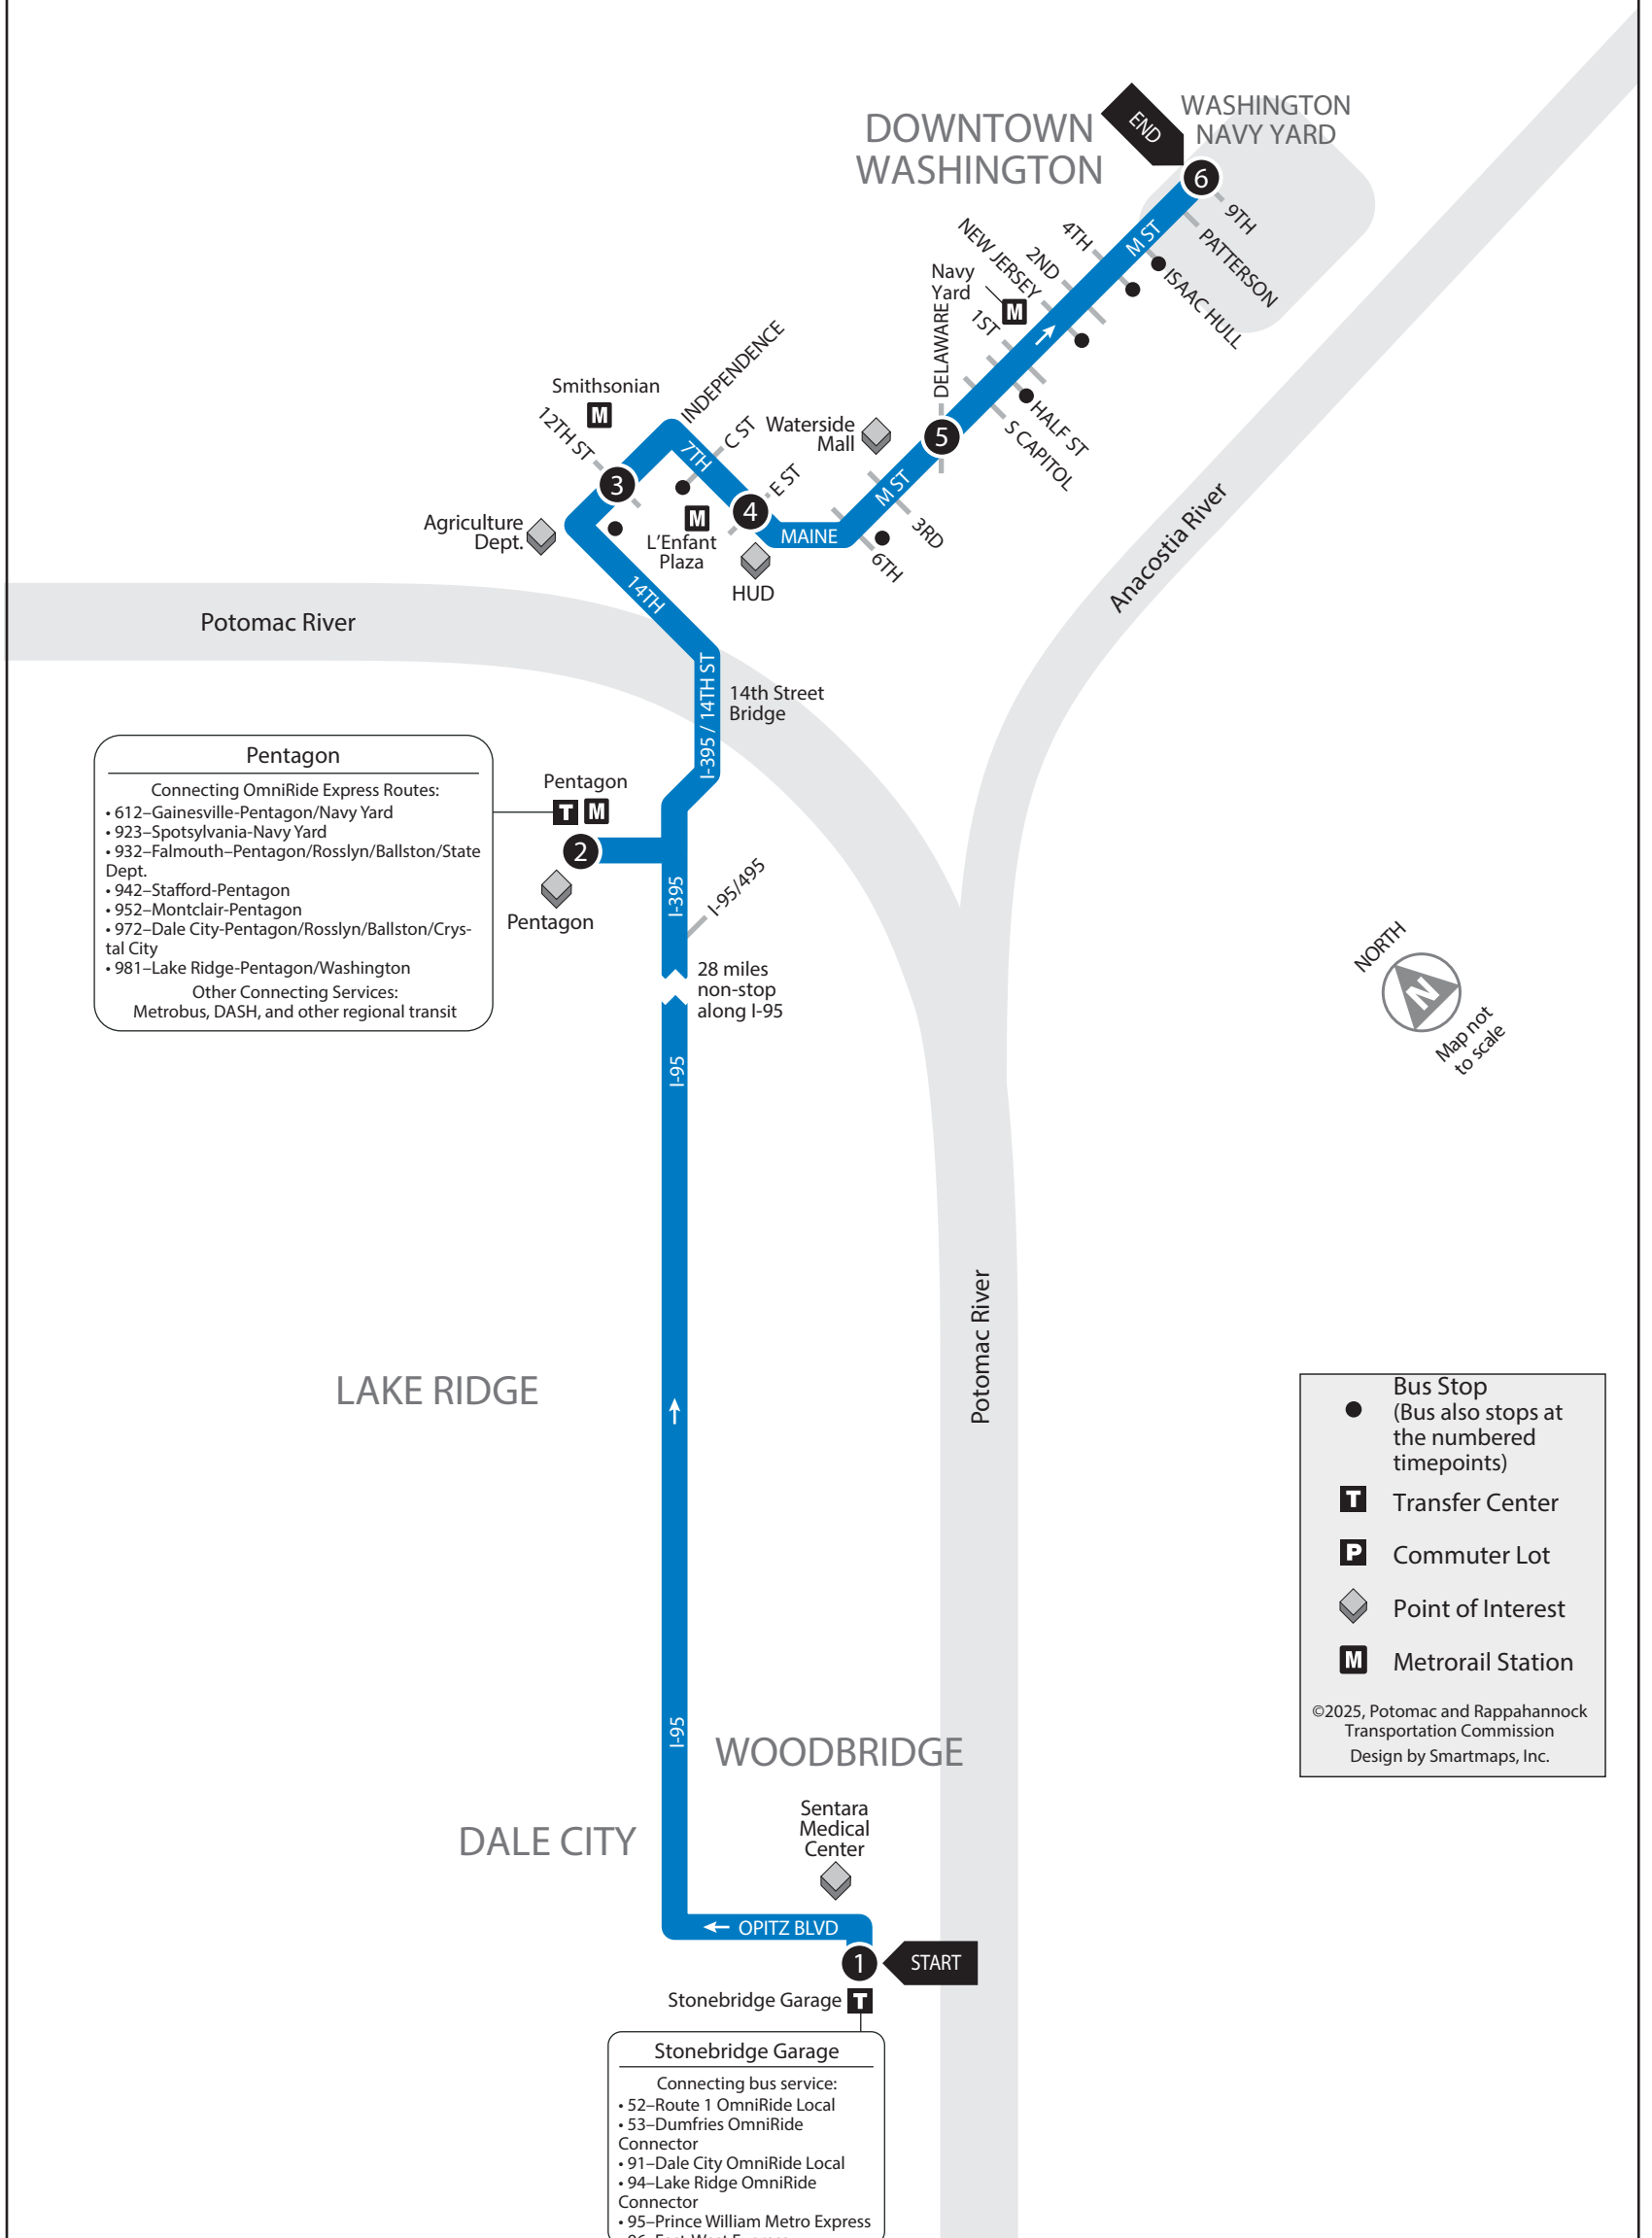 DOWNTOWN
WASHINGTON
END
WASHINGTON
NAVY YARD
6
9TH
PATTERSON
ISAAC HULL
M ST
4TH
2ND
NEW JERSEY
Navy
Yard
M
1ST
DELAWARE
HALF ST
S CAPITOL
5
Waterside
Mall
M ST
3RD
6TH
MAINE
INDEPENDENCE
Smithsonian
M
12TH ST
7TH
C ST
E ST
3
4
M
L'Enfant
Plaza
HUD
Agriculture
Dept.
14TH
Anacostia River
Potomac River
I-395 / 14TH ST
14th Street
Bridge
Pentagon
Connecting OmniRide Express Routes:
• 612–Gainesville-Pentagon/Navy Yard
• 923–Spotsylvania-Navy Yard
• 932–Falmouth–Pentagon/Rosslyn/Ballston/State
Dept.
• 942–Stafford-Pentagon
• 952–Montclair-Pentagon
• 972–Dale City-Pentagon/Rosslyn/Ballston/Crys-
tal City
• 981–Lake Ridge-Pentagon/Washington
Other Connecting Services:
Metrobus, DASH, and other regional transit
Pentagon
T M
2
Pentagon
I-395
I-95/495
28 miles
non-stop
along I-95
I-95
NORTH
N
Map not
to scale
Potomac River
LAKE RIDGE
Bus Stop
(Bus also stops at
the numbered
timepoints)
T Transfer Center
P Commuter Lot
Point of Interest
M Metrorail Station
©2025, Potomac and Rappahannock
Transportation Commission
Design by Smartmaps, Inc.
I-95
WOODBRIDGE
DALE CITY
Sentara
Medical
Center
OPITZ BLVD
1
START
Stonebridge Garage T
Stonebridge Garage
Connecting bus service:
• 52–Route 1 OmniRide Local
• 53–Dumfries OmniRide
Connector
• 91–Dale City OmniRide Local
• 94–Lake Ridge OmniRide
Connector
• 95–Prince William Metro Express